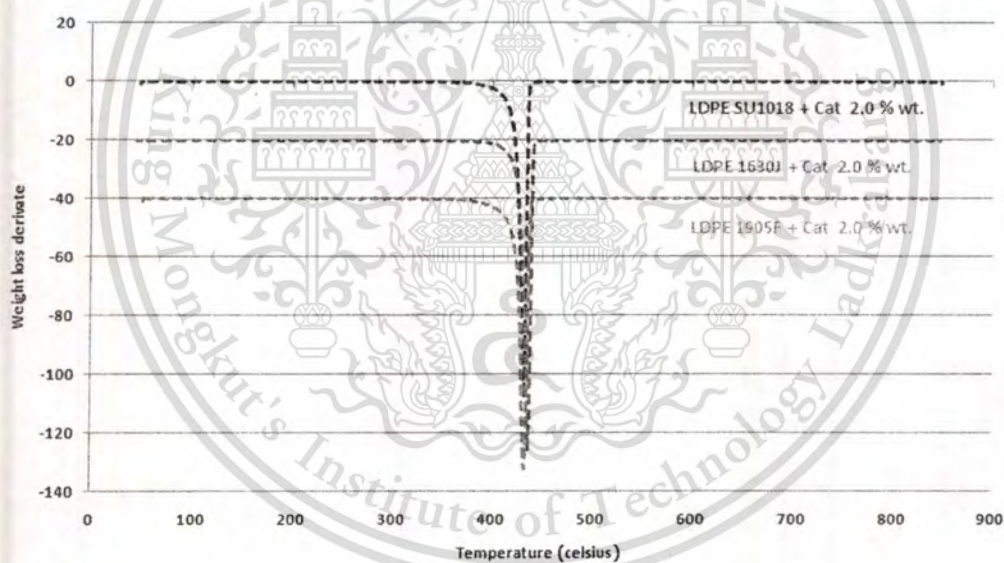 20
0
-20
-40
-60
-80
-100
-120
-140
Weight loss derivate
LDPE SU1018 + Cat 2.0 % wt.
LDPE 1630J + Cat 2.0 % wt.
LDPE 1905F + Cat 2.0 % wt.
0 100 200 300 400 500 600 700 800 900
Temperature (celsius)
King Mongkut's Institute of Technology Ladkrabang